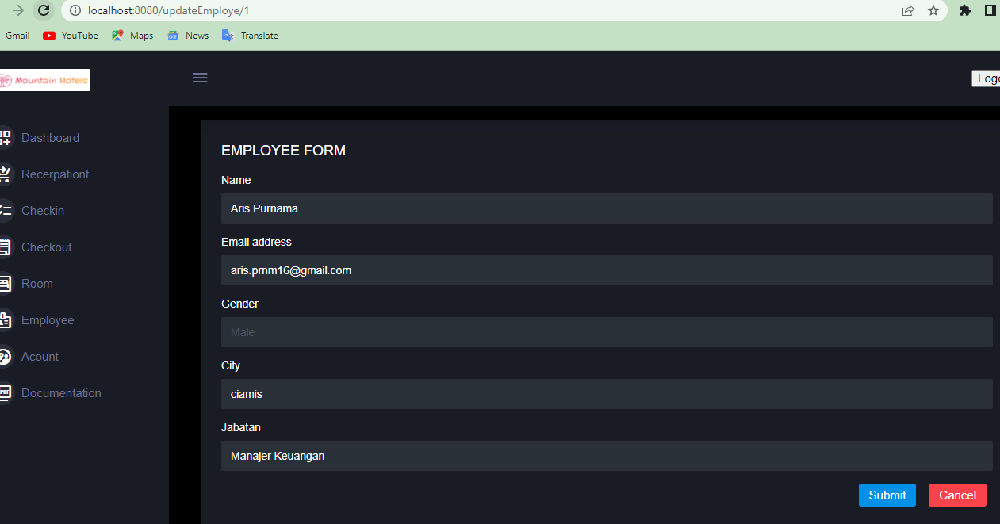 localhost:8080/updateEmploye/1
Gmail YouTube Maps News Translate
Mountain Hotels
Logo
Dashboard
Recerpationt
Checkin
Checkout
Room
Employee
Acount
Documentation
EMPLOYEE FORM
Name
Aris Purnama
Email address
aris.prnm16@gmail.com
Gender
Male
City
ciamis
Jabatan
Manajer Keuangan
Submit Cancel